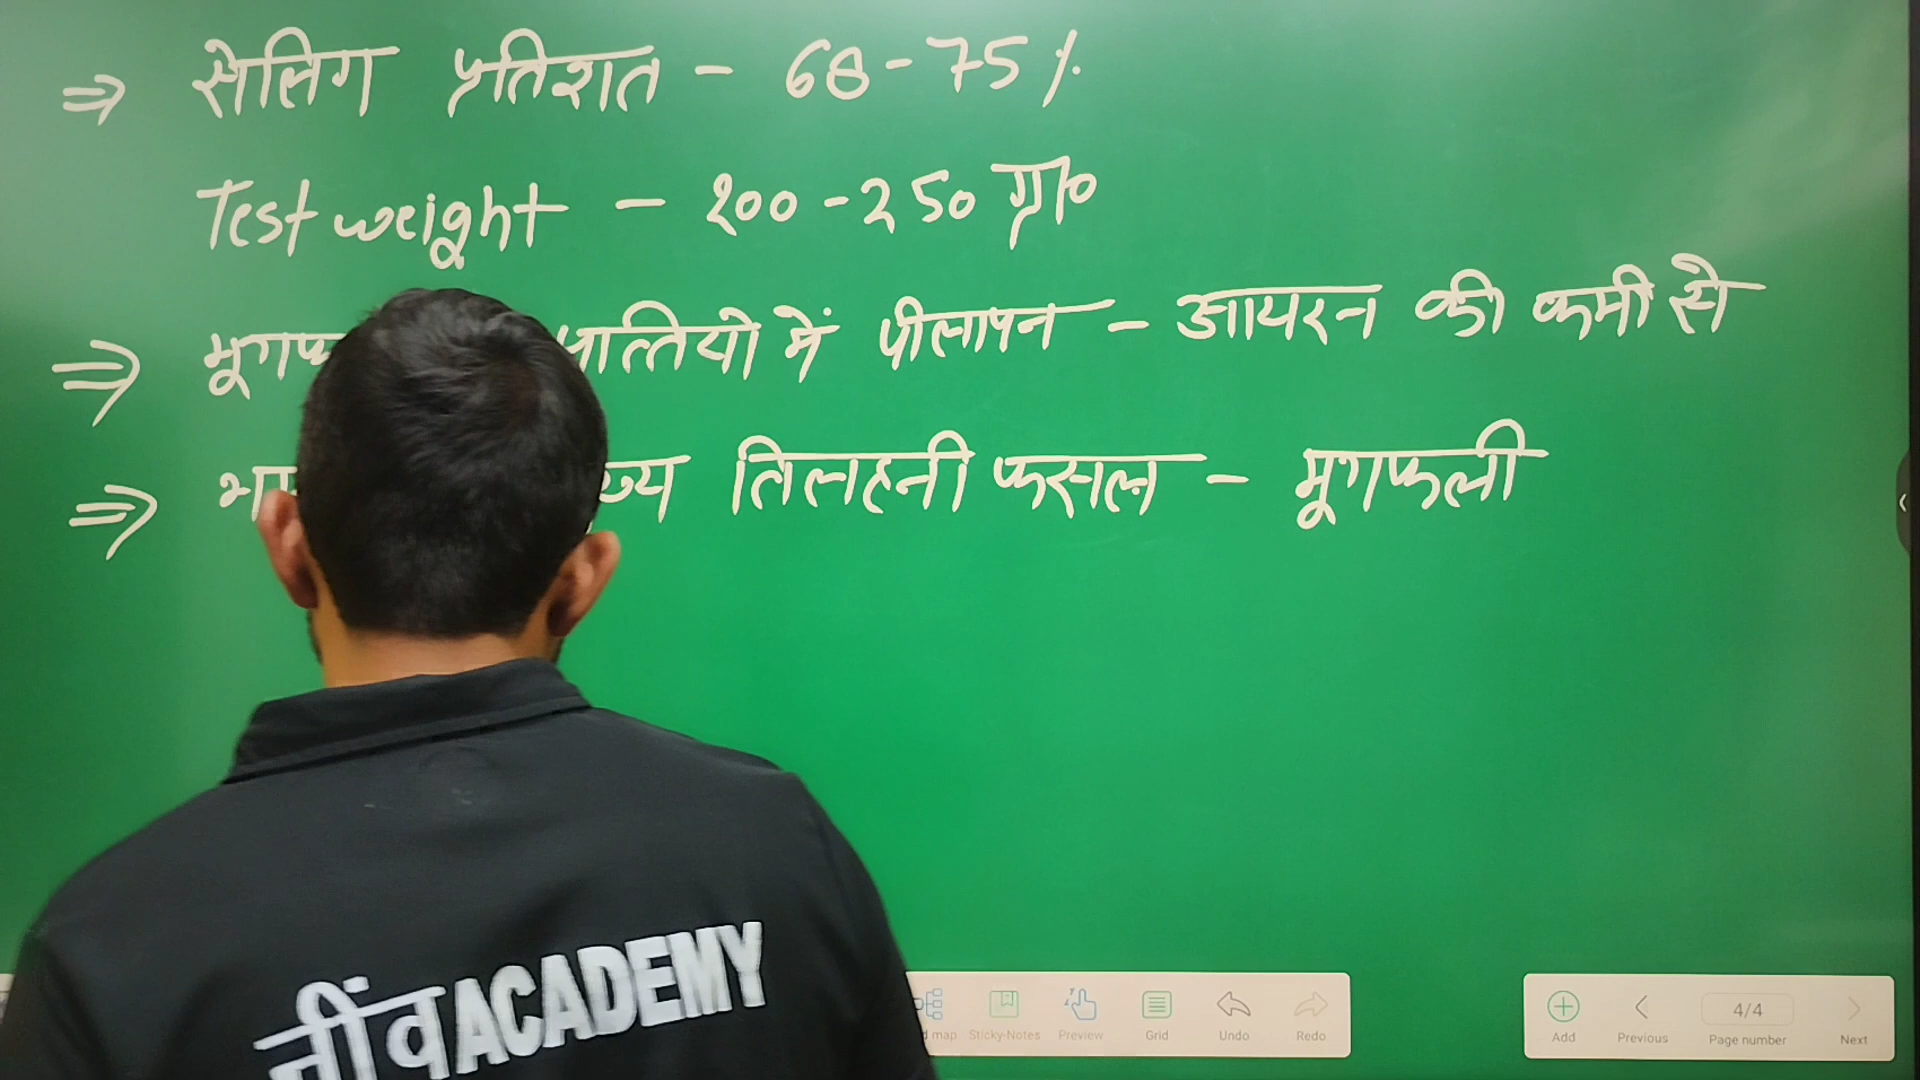 ⇒ सेलिग प्रतिशत - 68-75%
Test weight - 200-250 ग्रा०
⇒ पत्तियो में पीलापन - आयरन की कमी से
⇒ तिलहनी फसल - मूगफली
नींव ACADEMY
Sticky-Notes Preview Grid Undo Redo
Add Previous 4/4 Page number Next